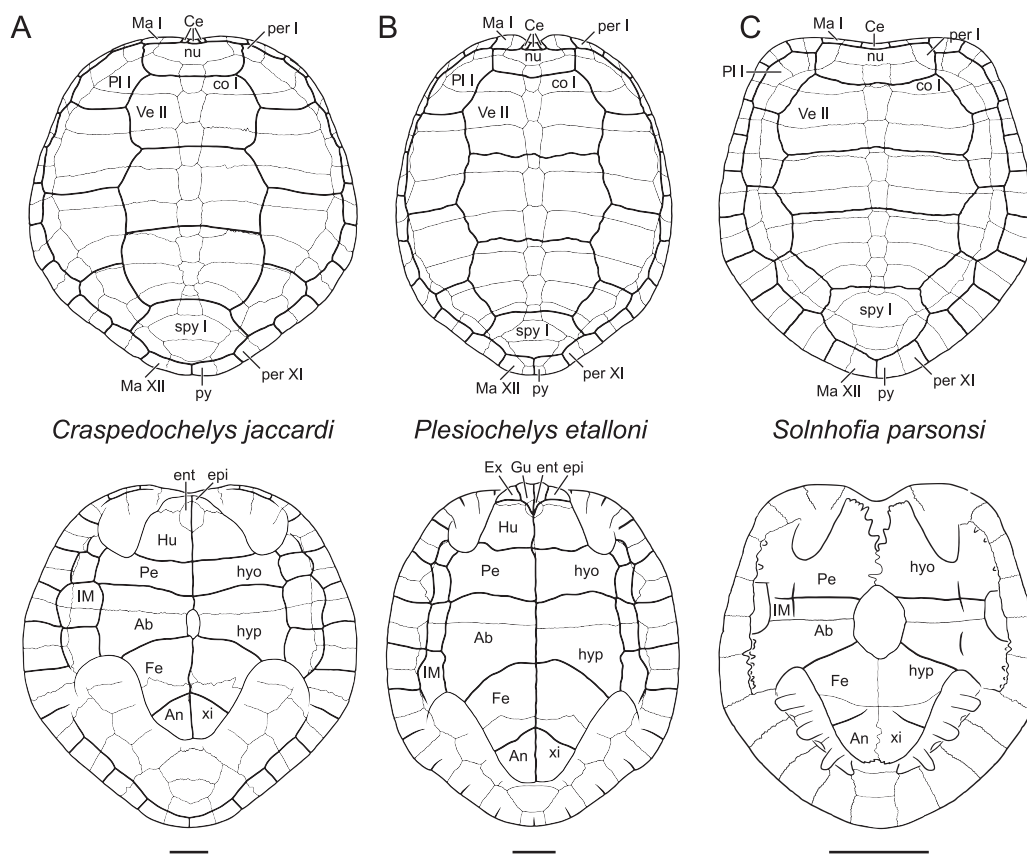 A
Ma I
Ce
per I
nu
Pl I
co I
Ve II
spy I
Ma XII
py
per XI
B
Ma I
Ce
per I
nu
Pl I
co I
Ve II
spy I
Ma XII
py
per XI
C
Ma I
Ce
per I
nu
Pl I
co I
Ve II
spy I
Ma XII
py
per XI
Craspedochelys jaccardi
Plesiochelys etalloni
Solnhofia parsonsi
ent epi
Hu
Pe hyo
IM
Ab hyp
Fe
An xi
Ex Gu ent epi
Hu
Pe hyo
Ab
hyp
IM
Fe
An xi
Pe hyo
IM
Ab
Fe hyp
An xi